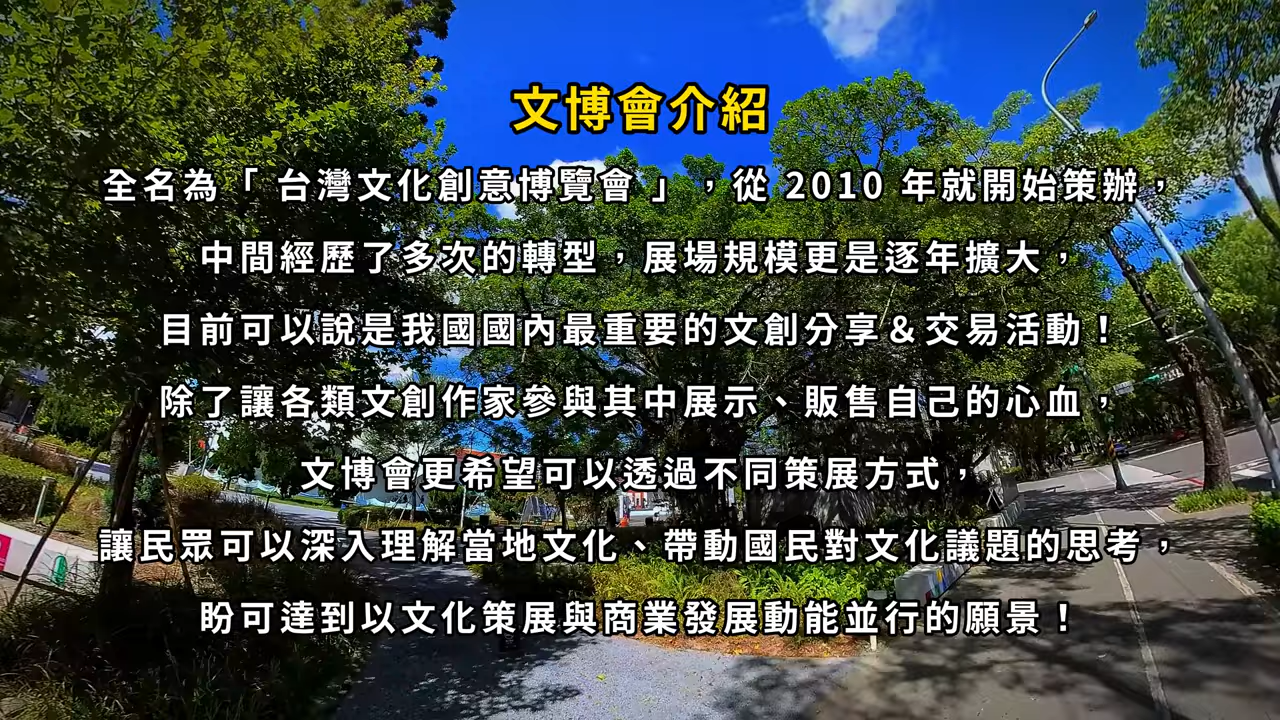 文博會介紹
全名為「台灣文化創意博覽會」，從 2010 年就開始策辦，
中間經歷了多次的轉型，展場規模更是逐年擴大，
目前可以說是我國國內最重要的文創分享＆交易活動！
除了讓各類文創作家參與其中展示、販售自己的心血，
文博會更希望可以透過不同策展方式，
讓民眾可以深入理解當地文化、帶動國民對文化議題的思考，
盼可達到以文化策展與商業發展動能並行的願景！